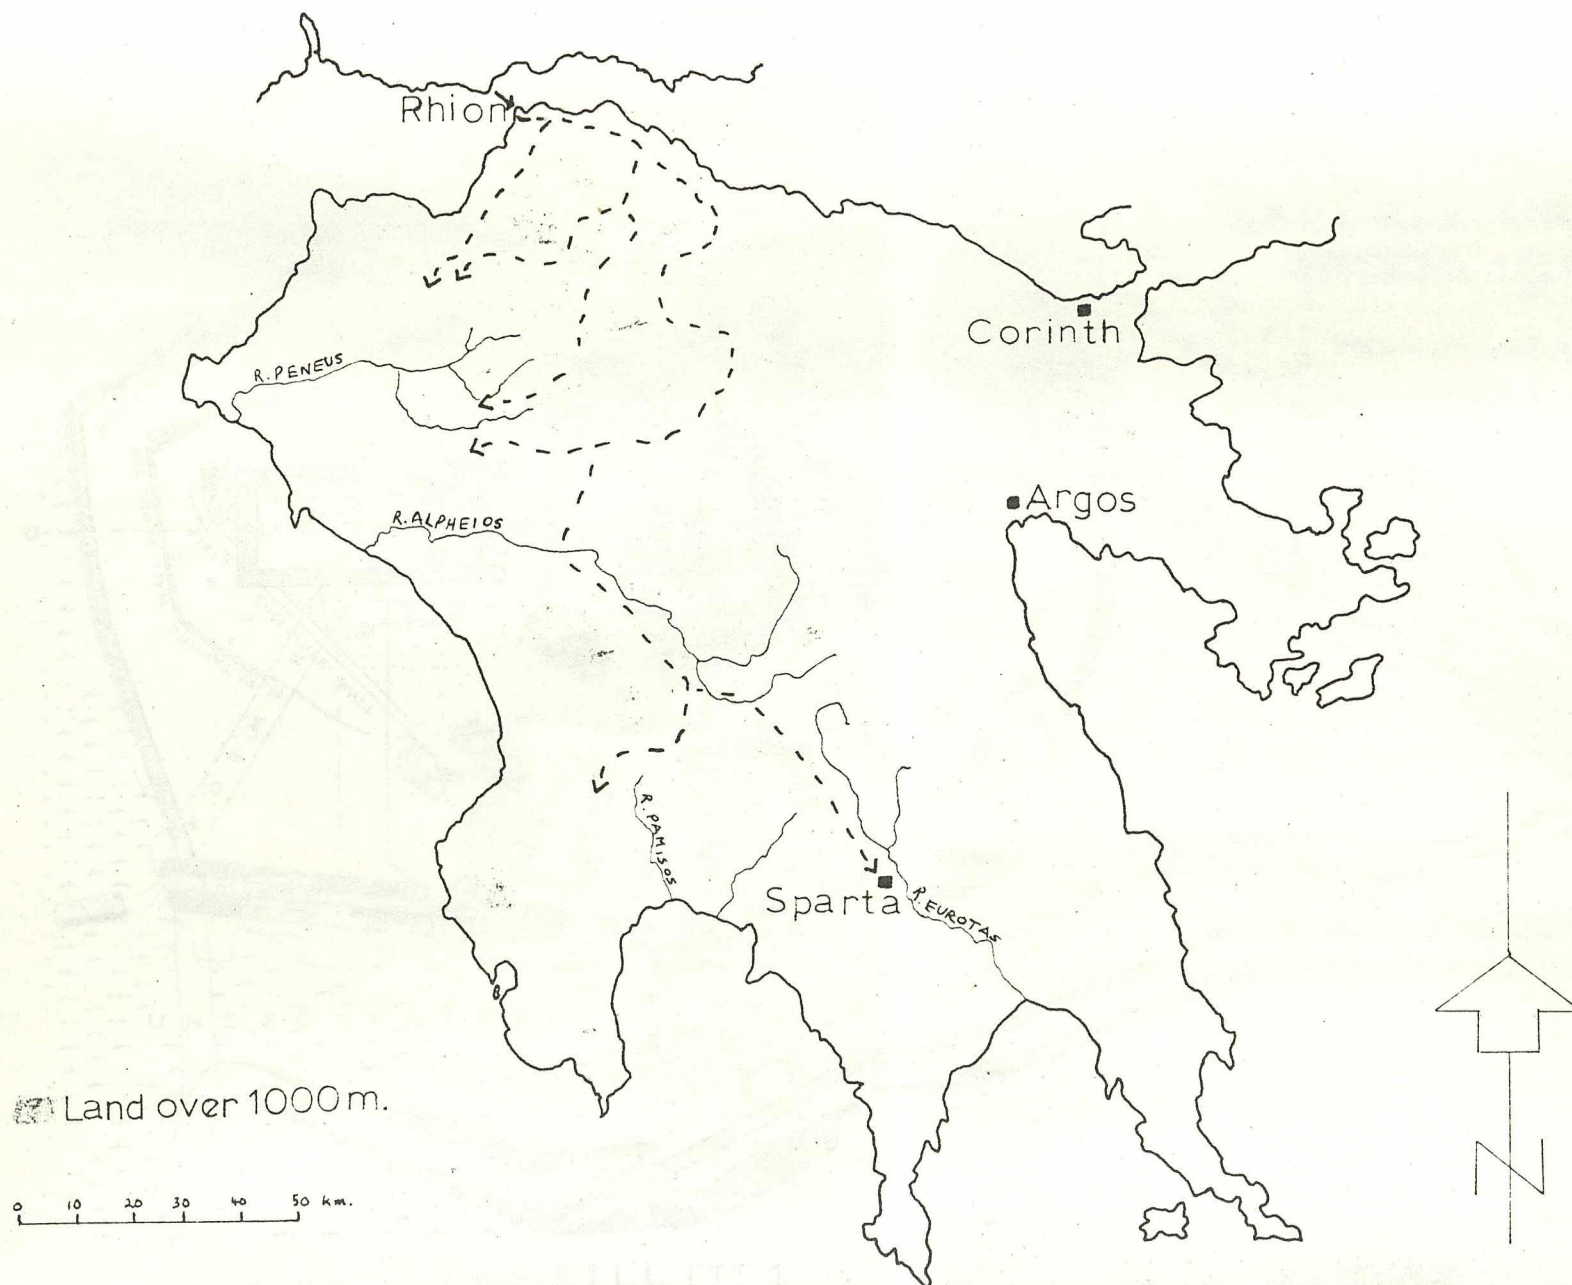 Rhion
Corinth
R. PENEUS
Argos
R. ALPHEIOS
R. PAMISOS
Sparta
R. EUROTAS
Land over 1000 m.
0 10 20 30 40 50 km.
N